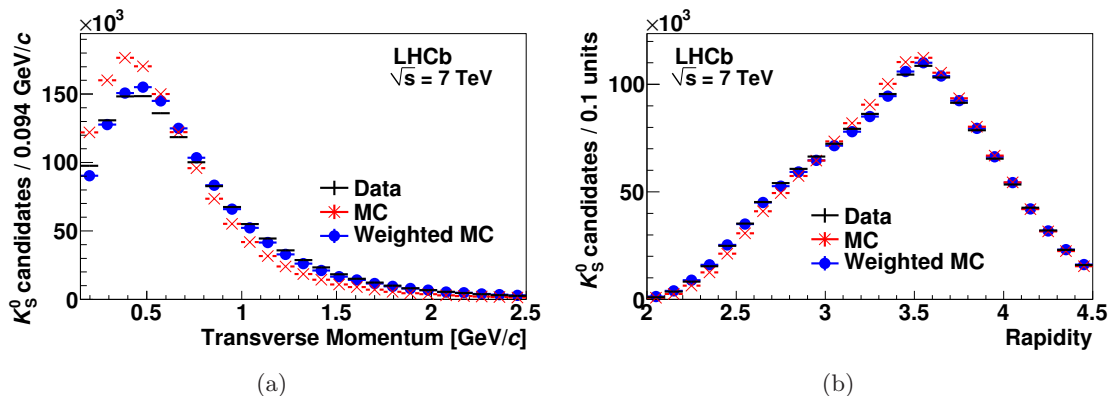 ×10³
LHCb
√s = 7 TeV
K⁰S candidates / 0.094 GeV/c
150
100
50
0
Data
MC
Weighted MC
0.5 1 1.5 2 2.5
Transverse Momentum [GeV/c]
(a)
×10³
LHCb
√s = 7 TeV
K⁰S candidates / 0.1 units
100
50
0
Data
MC
Weighted MC
2 2.5 3 3.5 4 4.5
Rapidity
(b)